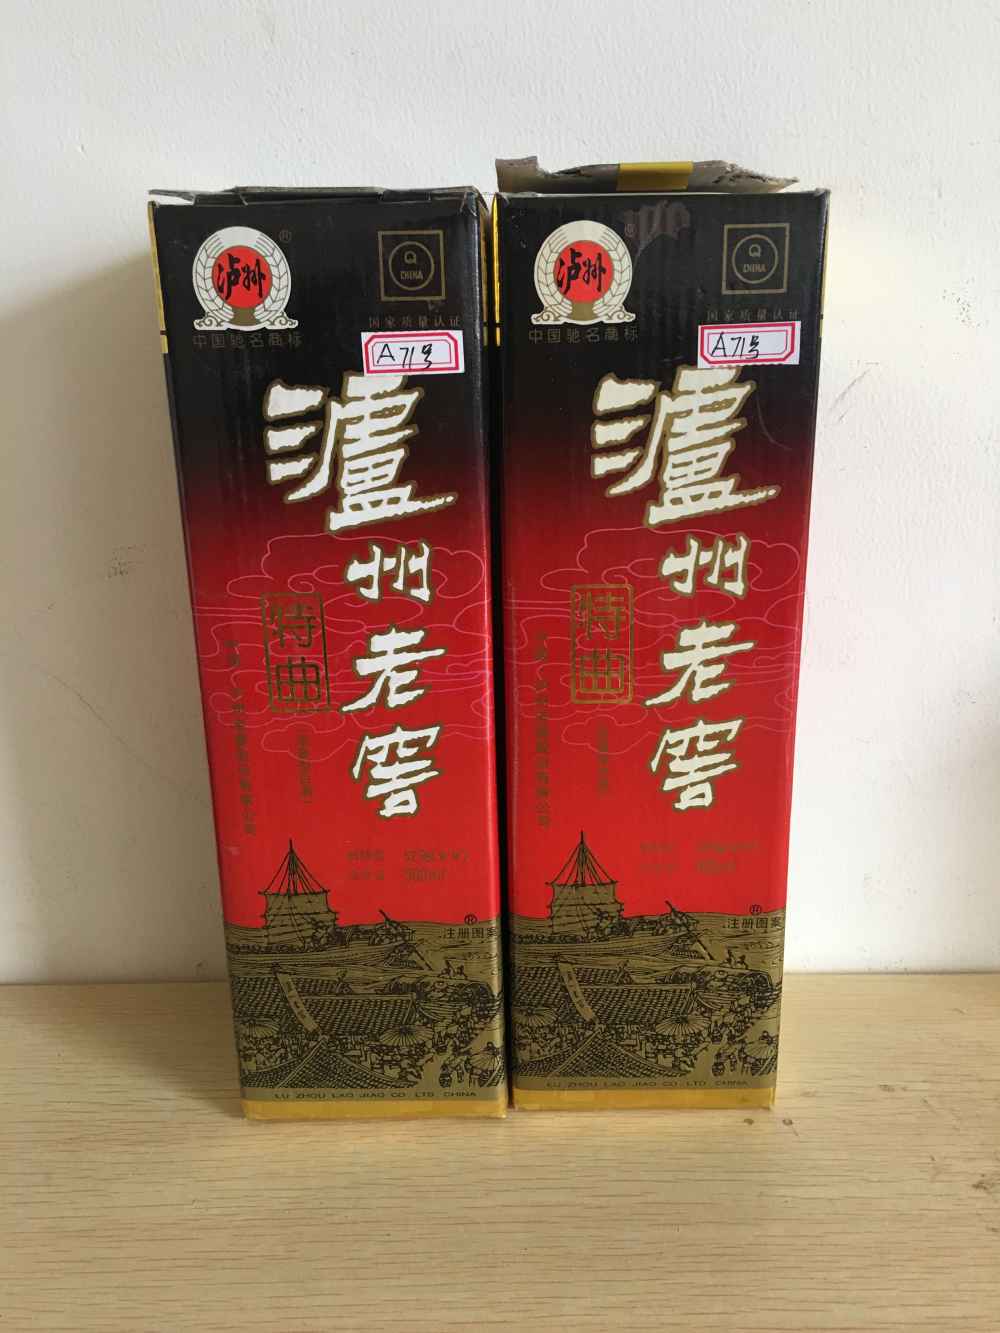 泸州
®
Q
CHINA
国家质量认证
中国驰名商标
A71号
瀘
州
老
窖
特曲
500ml
®
注册图案
LU ZHOU LAO JIAO CO. LTD. CHINA
泸州
®
Q
CHINA
国家质量认证
中国驰名商标
A71号
瀘
州
老
窖
特曲
®
注册图案
LU ZHOU LAO JIAO CO. LTD. CHINA